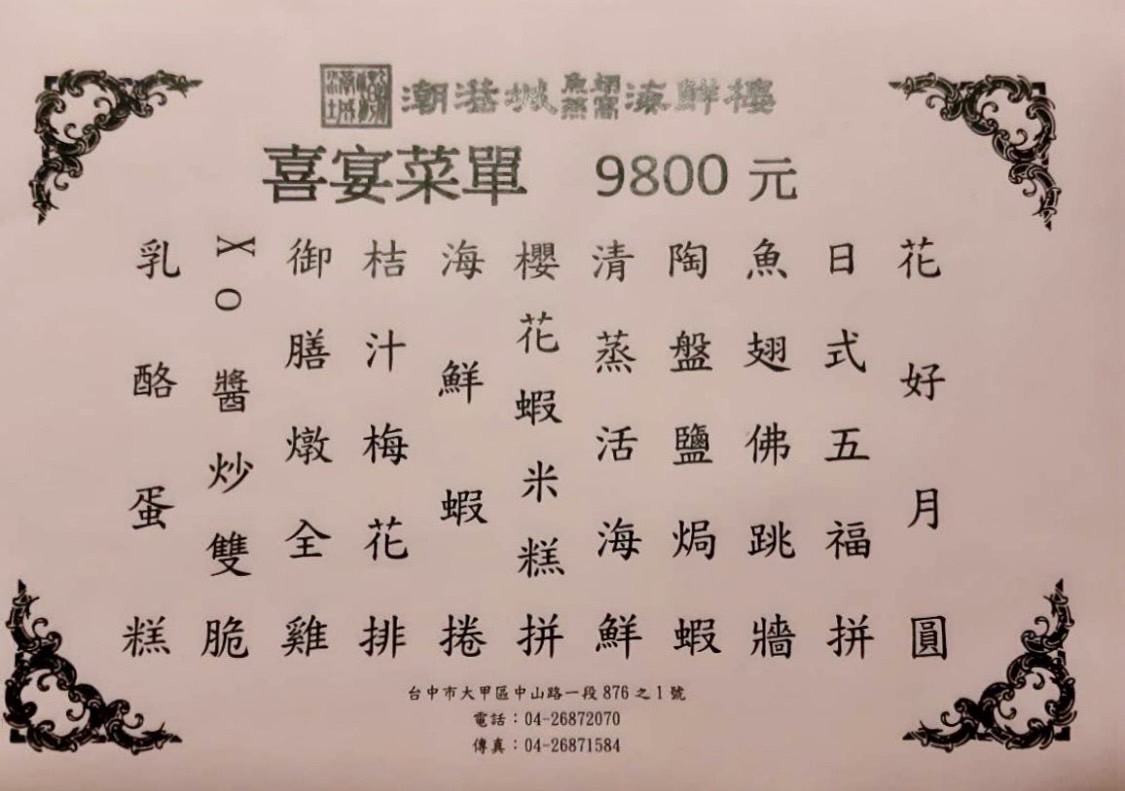 潮港城魚翅燕窩海鮮樓
喜宴菜單 9800 元
花好月圓
日式五福拼
魚翅佛跳牆
陶盤鹽焗蝦
清蒸活海鮮
櫻花蝦米糕拼
海鮮蝦捲
桔汁梅花排
御膳燉全雞
XO醬炒雙脆
乳酪蛋糕
台中市大甲區中山路一段876之1號
電話：04-26872070
傳真：04-26871584